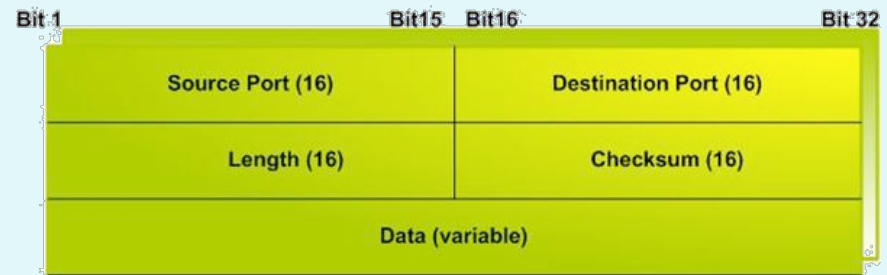 Bit 1 Bit15 Bit16 Bit 32
Source Port (16) Destination Port (16)
Length (16) Checksum (16)
Data (variable)